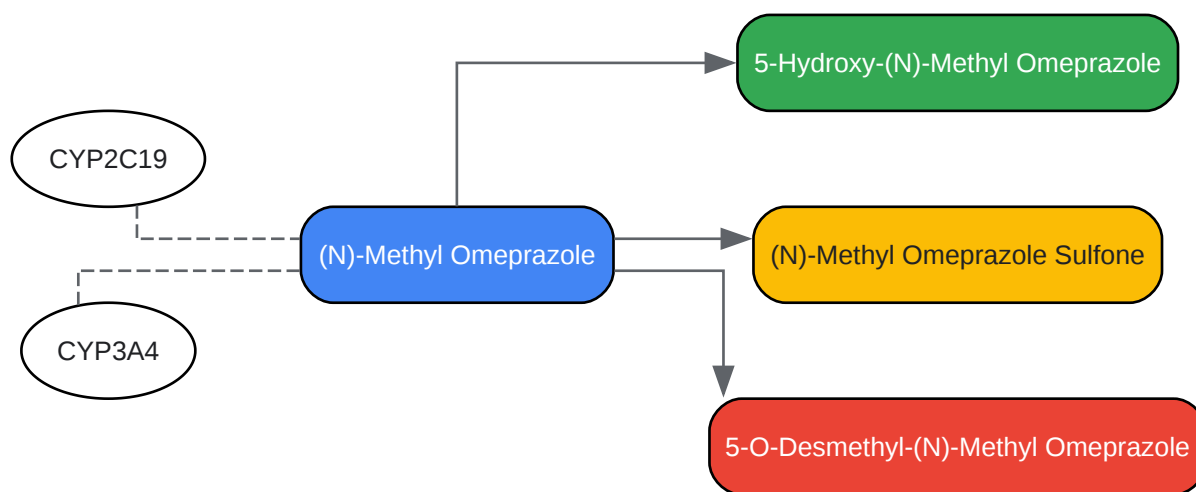 5-Hydroxy-(N)-Methyl Omeprazole
CYP2C19
(N)-Methyl Omeprazole
(N)-Methyl Omeprazole Sulfone
CYP3A4
5-O-Desmethyl-(N)-Methyl Omeprazole